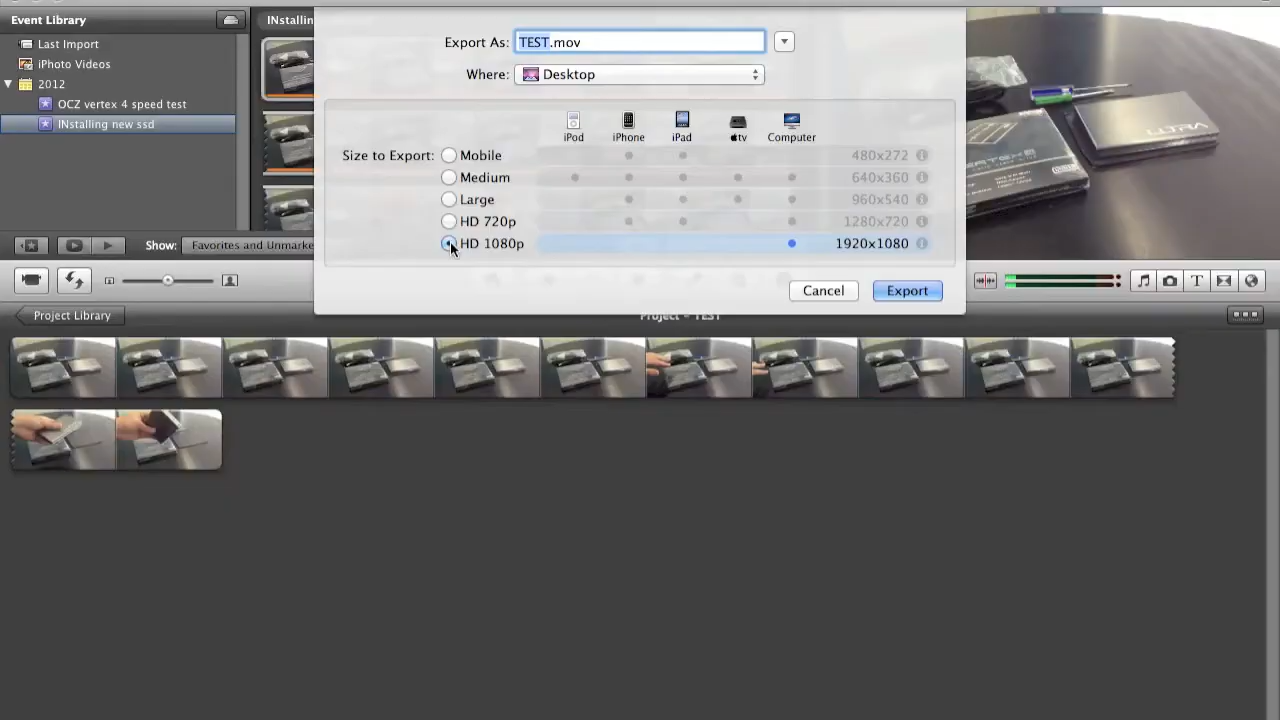 Event Library
INstallin
Last Import
iPhoto Videos
2012
OCZ vertex 4 speed test
INstalling new ssd
Export As: TEST.mov
Where: Desktop
iPod iPhone iPad tv Computer
Size to Export: Mobile 480x272
Medium 640x360
Large 960x540
HD 720p 1280x720
HD 1080p 1920x1080
Cancel Export
Show: Favorites and Unmarke
Project Library
Project – TEST
ULTRA